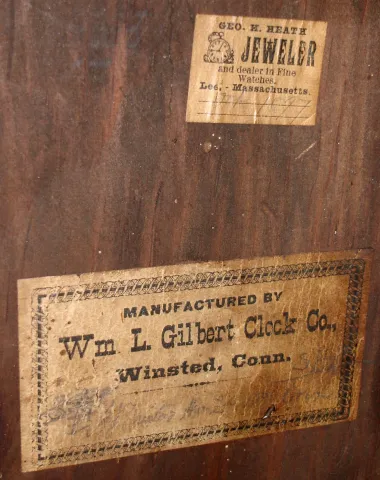 GEO. H. HEATH
JEWELER
and dealer in Fine
Watches,
Lee, - Massachusetts.
MANUFACTURED BY
Wm L. Gilbert Clock Co.,
Winsted, Conn.